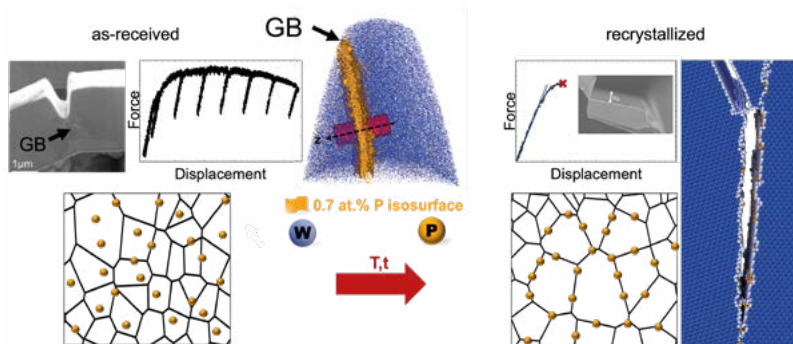 as-received
GB
recrystallized
Force
GB
1μm
Displacement
z
Force
Displacement
0.7 at.% P isosurface
W
P
T,t